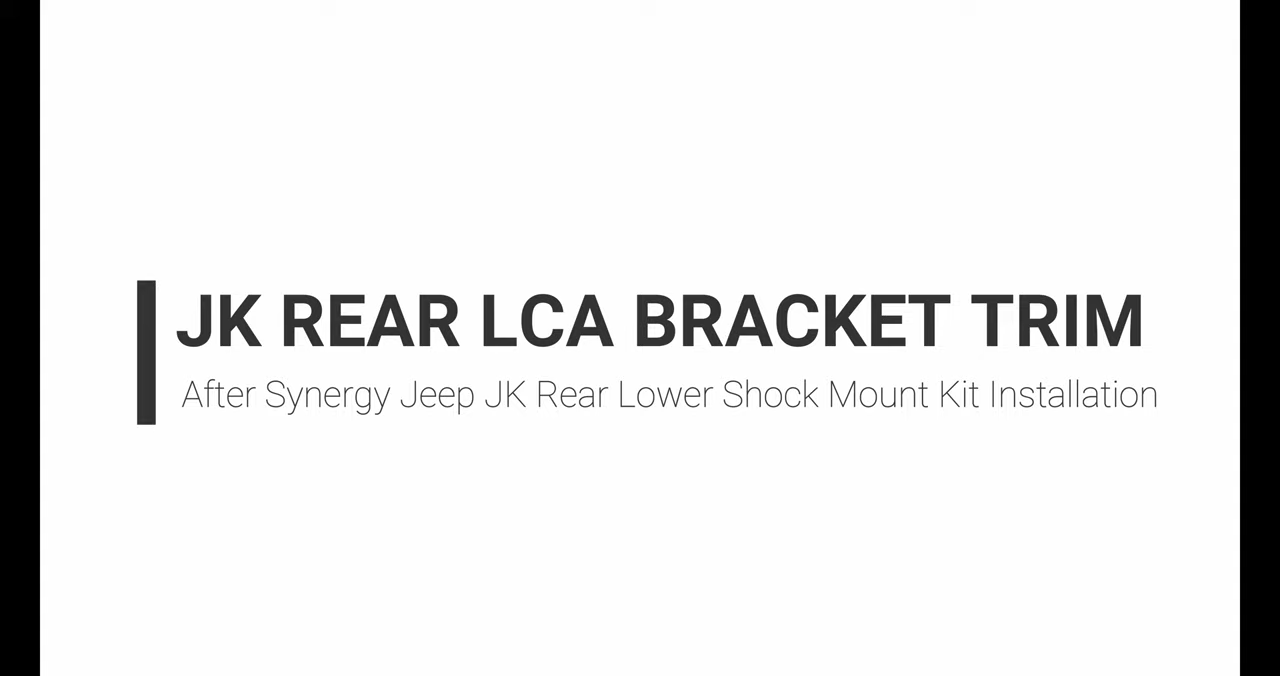 JK REAR LCA BRACKET TRIM
After Synergy Jeep JK Rear Lower Shock Mount Kit Installation